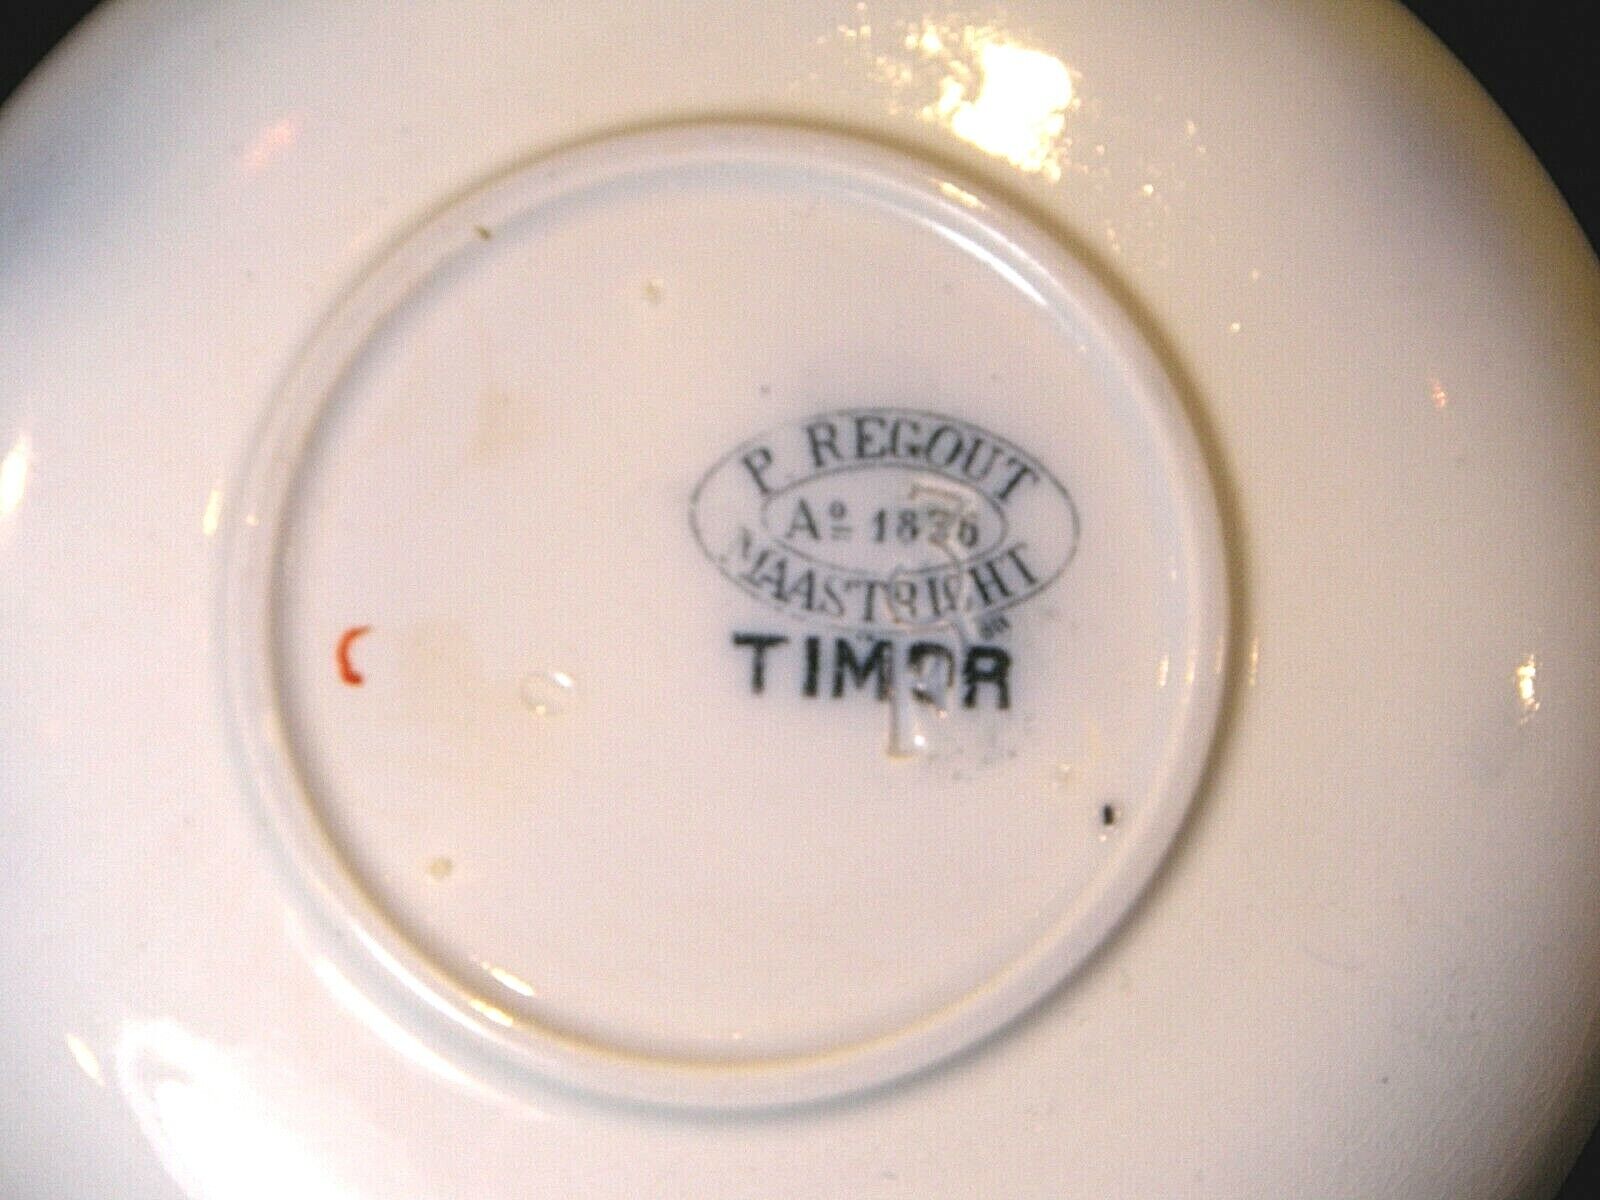 P. REGOUT
Aº 1836
MAASTRICHT
TIMOR